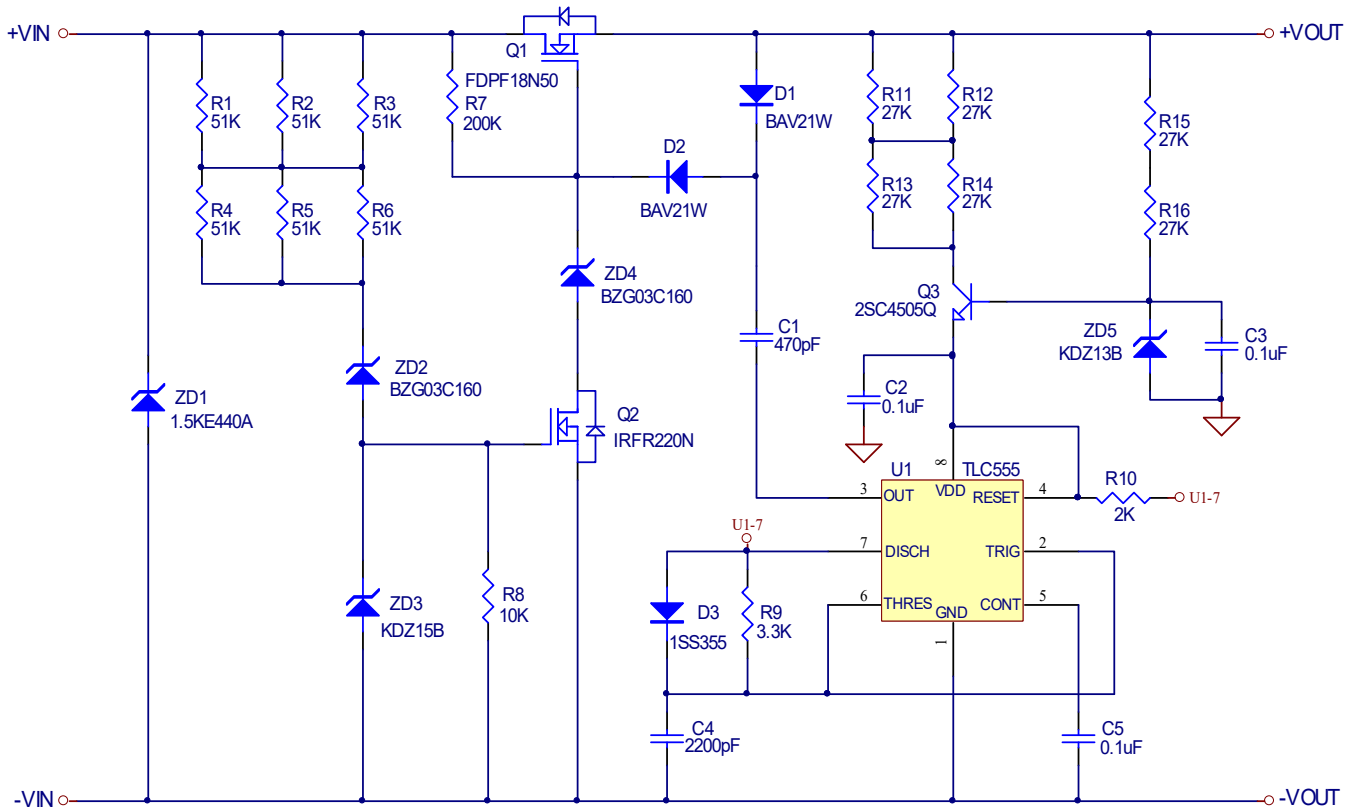 +VIN
Q1
FDPF18N50
+VOUT
R1
51K
R2
51K
R3
51K
R7
200K
D1
BAV21W
R11
27K
R12
27K
R15
27K
D2
BAV21W
R4
51K
R5
51K
R6
51K
R13
27K
R14
27K
R16
27K
ZD4
BZG03C160
Q3
2SC4505Q
C1
470pF
ZD5
KDZ13B
C3
0.1uF
ZD2
BZG03C160
ZD1
1.5KE440A
C2
0.1uF
Q2
IRFR220N
U1
TLC555
8
3
OUT
VDD
RESET
4
R10
2K
U1-7
U1-7
7
DISCH
TRIG
2
6
THRES
GND
CONT
5
1
ZD3
KDZ15B
R8
10K
D3
1SS355
R9
3.3K
C4
2200pF
C5
0.1uF
-VIN
-VOUT